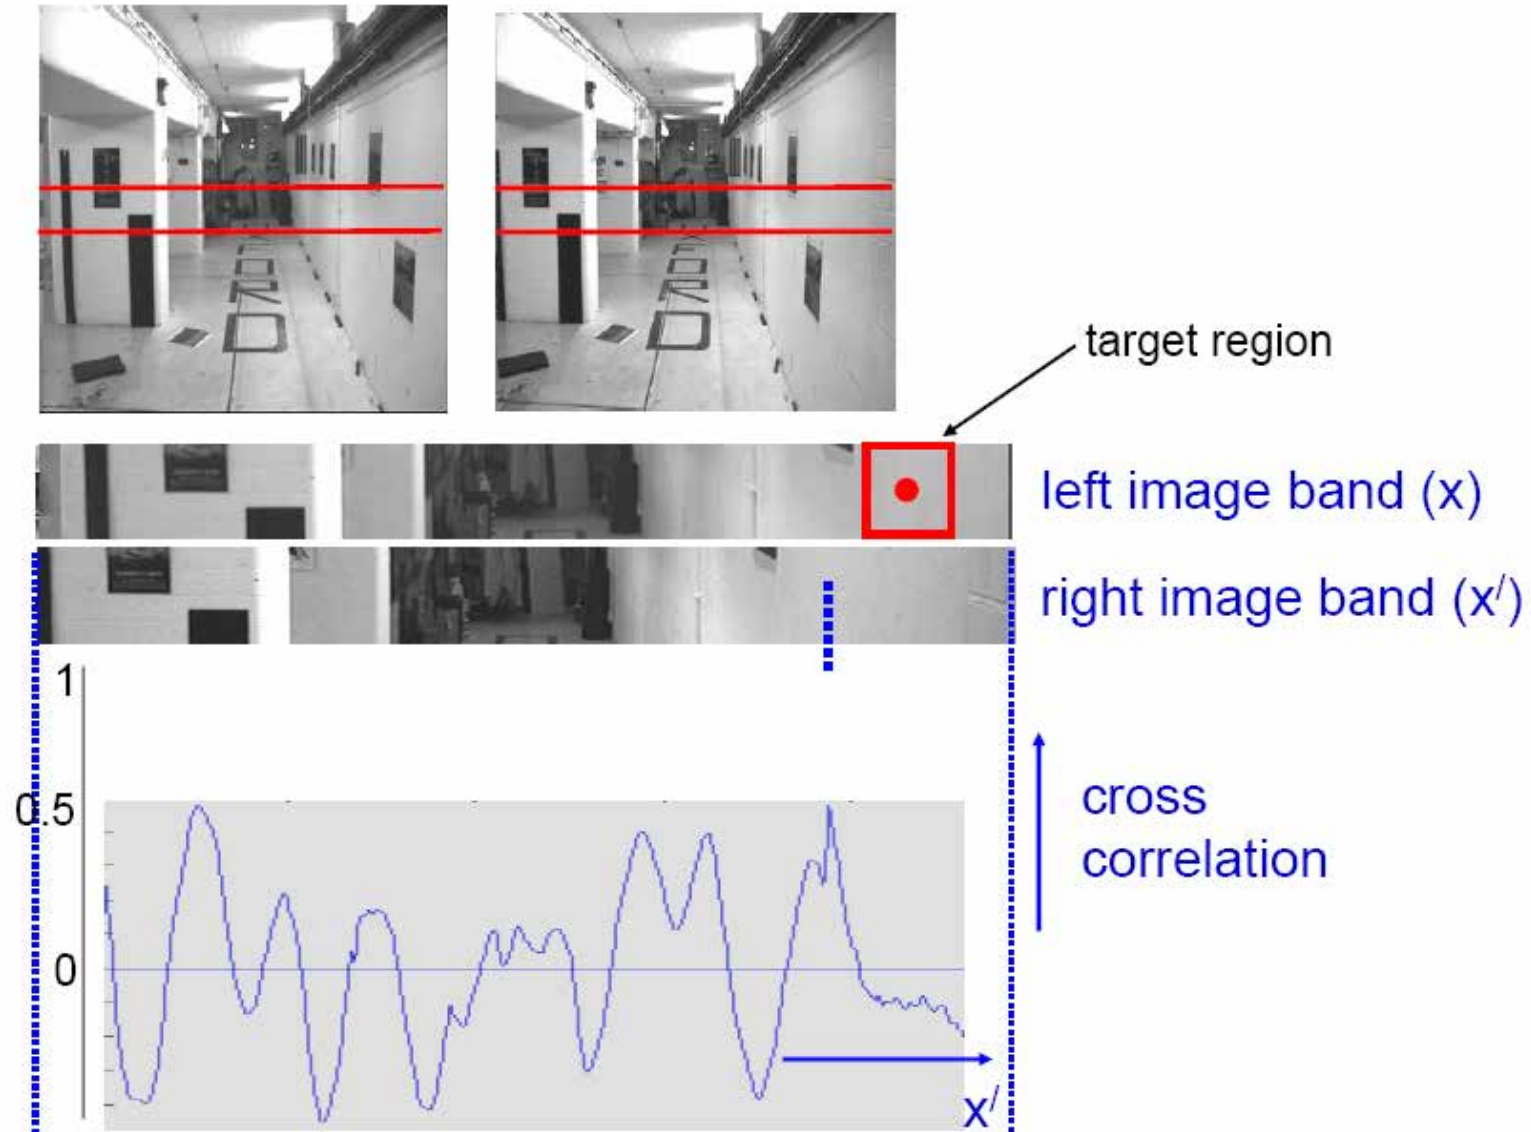 target region
left image band (x)
right image band (x/)
1
0.5
0
cross
correlation
x/